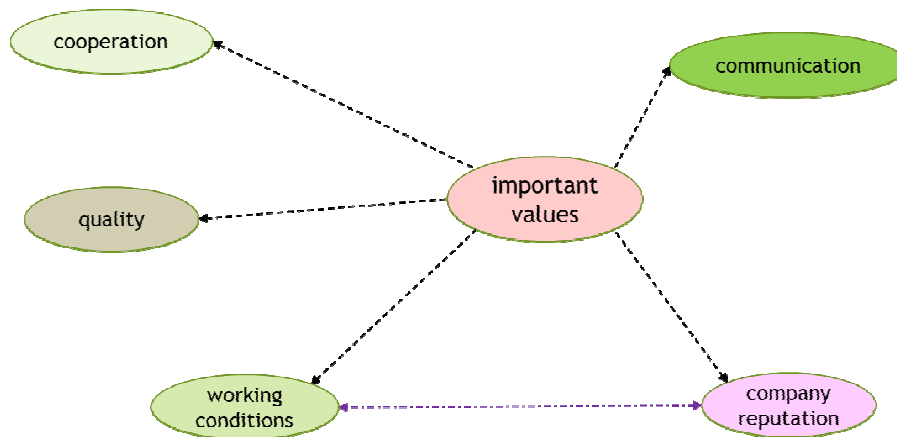 cooperation
communication
important
values
quality
working
conditions
company
reputation